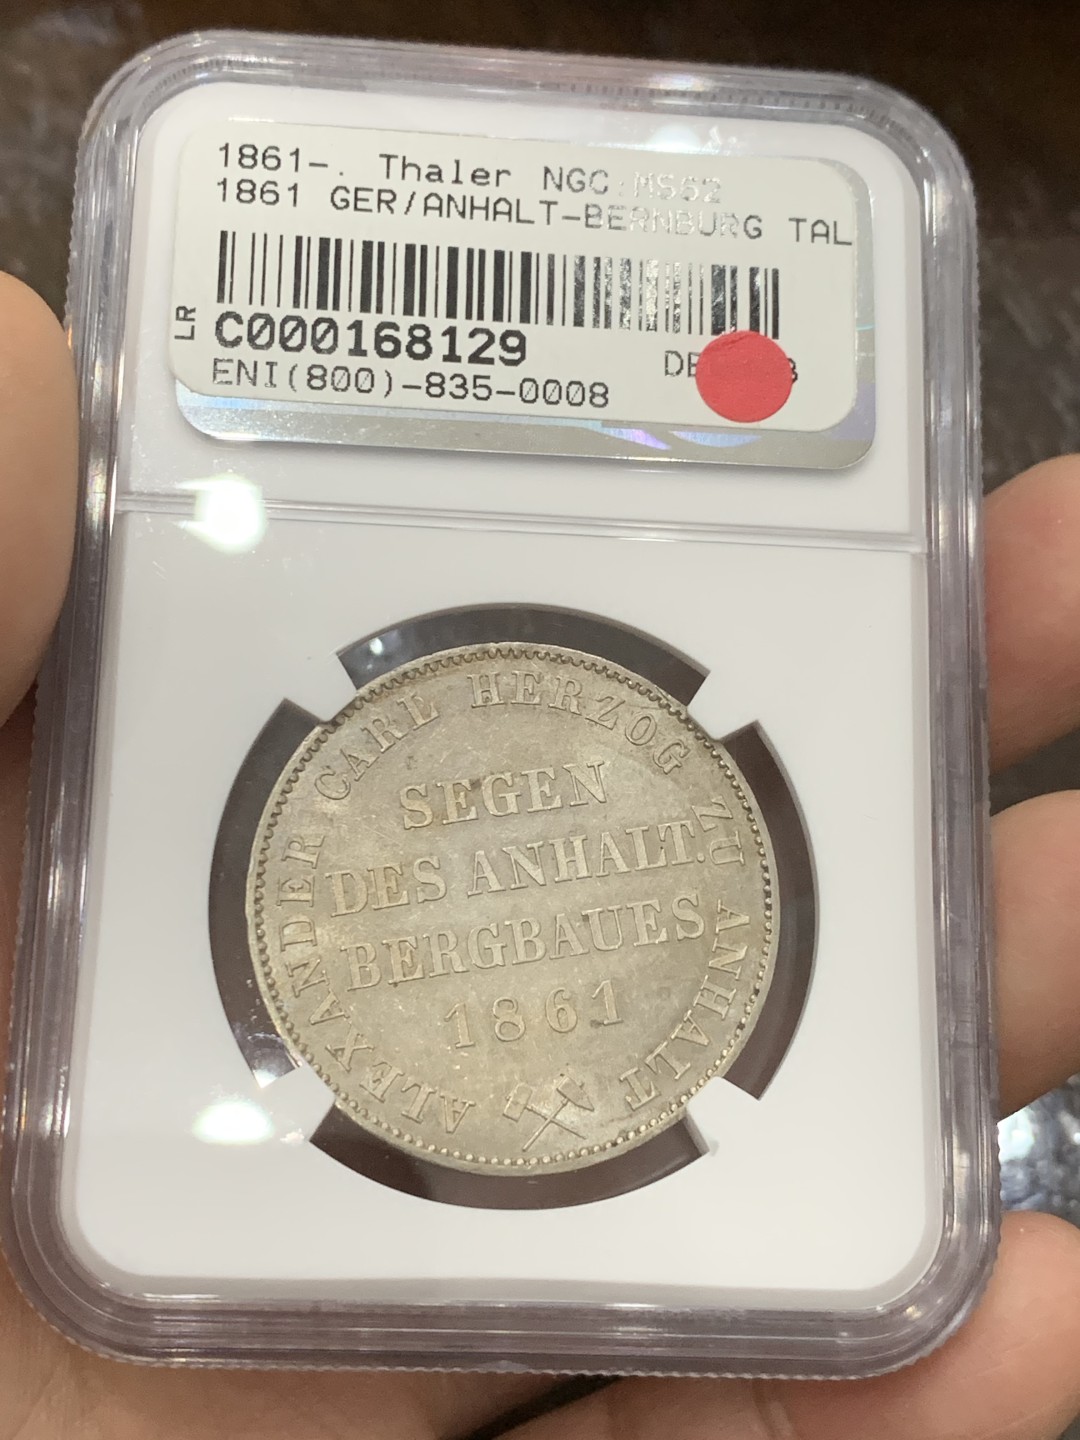 1861-. Thaler NGC MS62
1861 GER/ANHALT-BERNBURG TAL
LR
C000168129
ENI(800)-835-0008
ALEXANDER CARL HERZOG ZU ANHALT
SEGEN
DES ANHALT.
BERGBAUES
1861